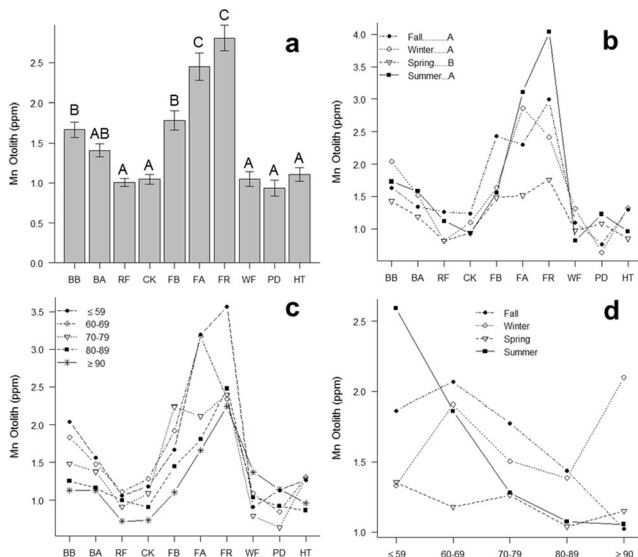 a
Mn Otolith (ppm)
2.5
2.0
1.5
1.0
0.5
0.0
B AB A A B C C A A A
BB BA RF CK FB FA FR WF PD HT
b
Mn Otolith (ppm)
4.0
3.5
3.0
2.5
2.0
1.5
1.0
Fall..........A
Winter.....A
Spring.....B
Summer...A
BB BA RF CK FB FA FR WF PD HT
c
Mn Otolith (ppm)
3.5
3.0
2.5
2.0
1.5
1.0
≤ 59
60-69
70-79
80-89
≥ 90
BB BA RF CK FB FA FR WF PD HT
d
Mn Otolith (ppm)
2.5
2.0
1.5
1.0
Fall
Winter
Spring
Summer
≤ 59 60-69 70-79 80-89 ≥ 90